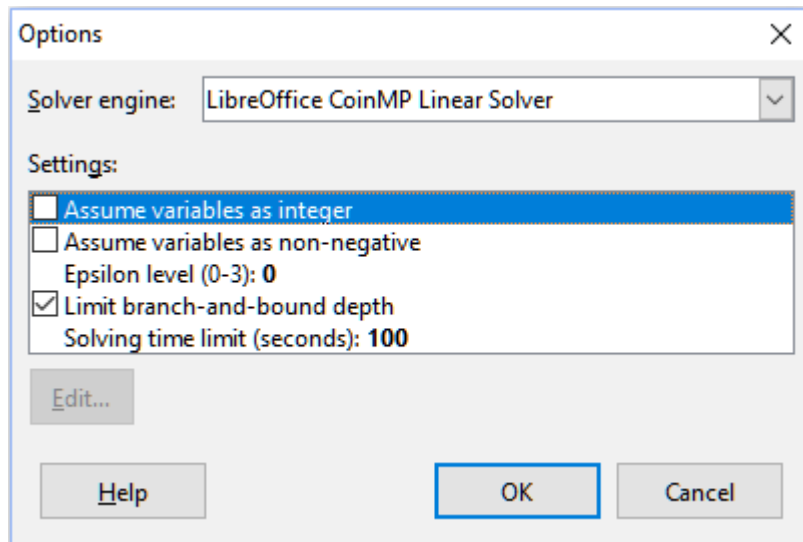 Options
Solver engine: LibreOffice CoinMP Linear Solver
Settings:
Assume variables as integer
Assume variables as non-negative
Epsilon level (0-3): 0
Limit branch-and-bound depth
Solving time limit (seconds): 100
Edit...
Help OK Cancel